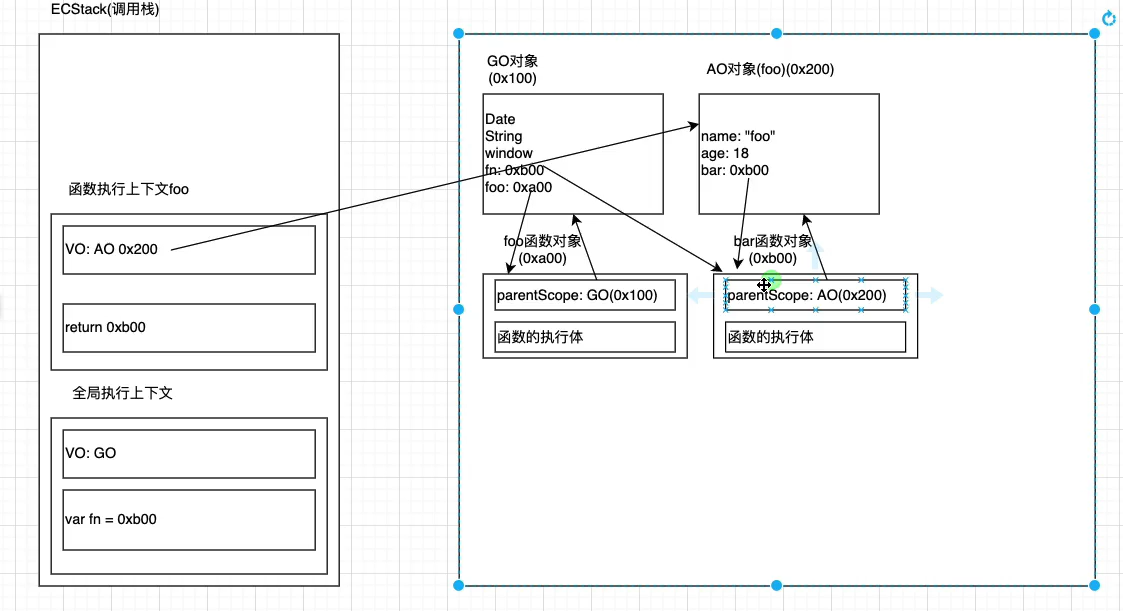 ECStack(调用栈)
函数执行上下文foo
VO: AO 0x200
return 0xb00
全局执行上下文
VO: GO
var fn = 0xb00
GO对象
(0x100)
Date
String
window
fn: 0xb00
foo: 0xa00
AO对象(foo)(0x200)
name: "foo"
age: 18
bar: 0xb00
foo函数对象
(0xa00)
parentScope: GO(0x100)
函数的执行体
bar函数对象
(0xb00)
parentScope: AO(0x200)
函数的执行体